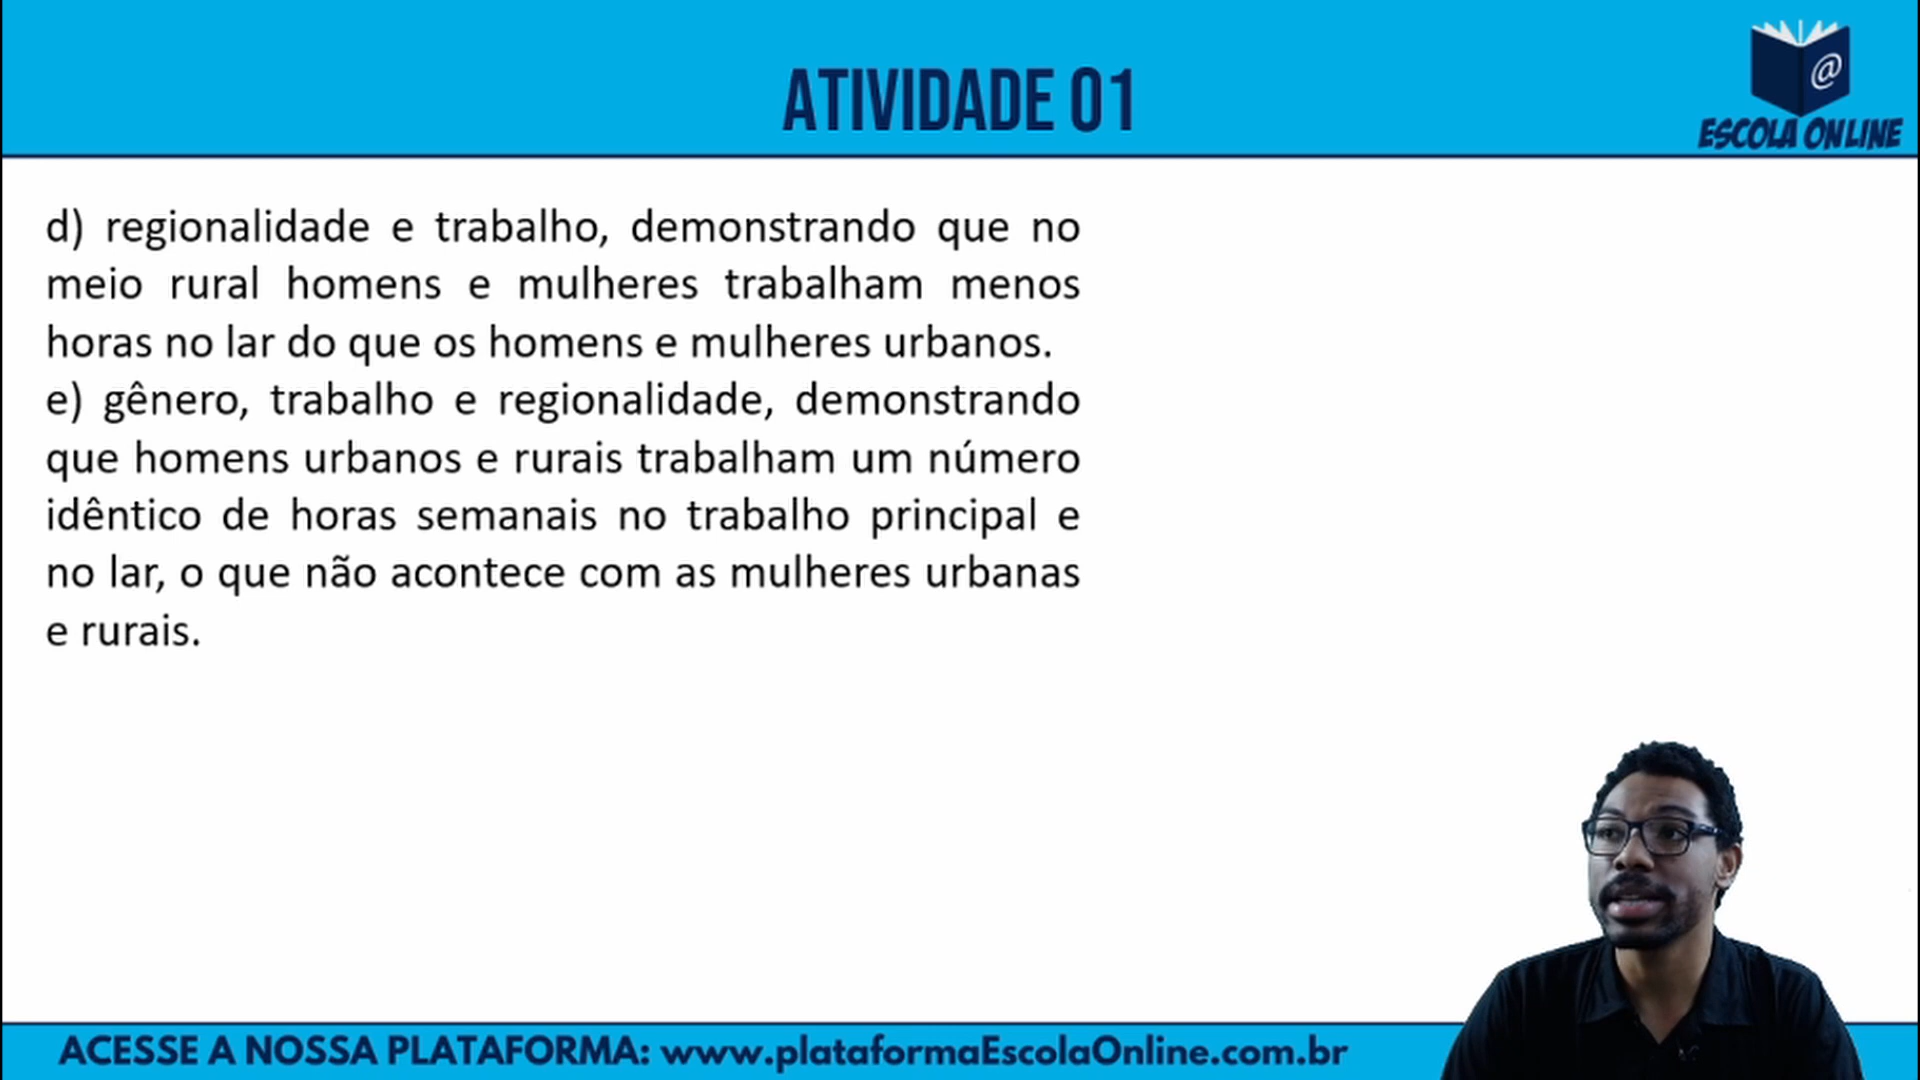 ATIVIDADE 01
@
ESCOLA ONLINE
d) regionalidade e trabalho, demonstrando que no
meio rural homens e mulheres trabalham menos
horas no lar do que os homens e mulheres urbanos.
e) gênero, trabalho e regionalidade, demonstrando
que homens urbanos e rurais trabalham um número
idêntico de horas semanais no trabalho principal e
no lar, o que não acontece com as mulheres urbanas
e rurais.
ACESSE A NOSSA PLATAFORMA: www.plataformaEscolaOnline.com.br